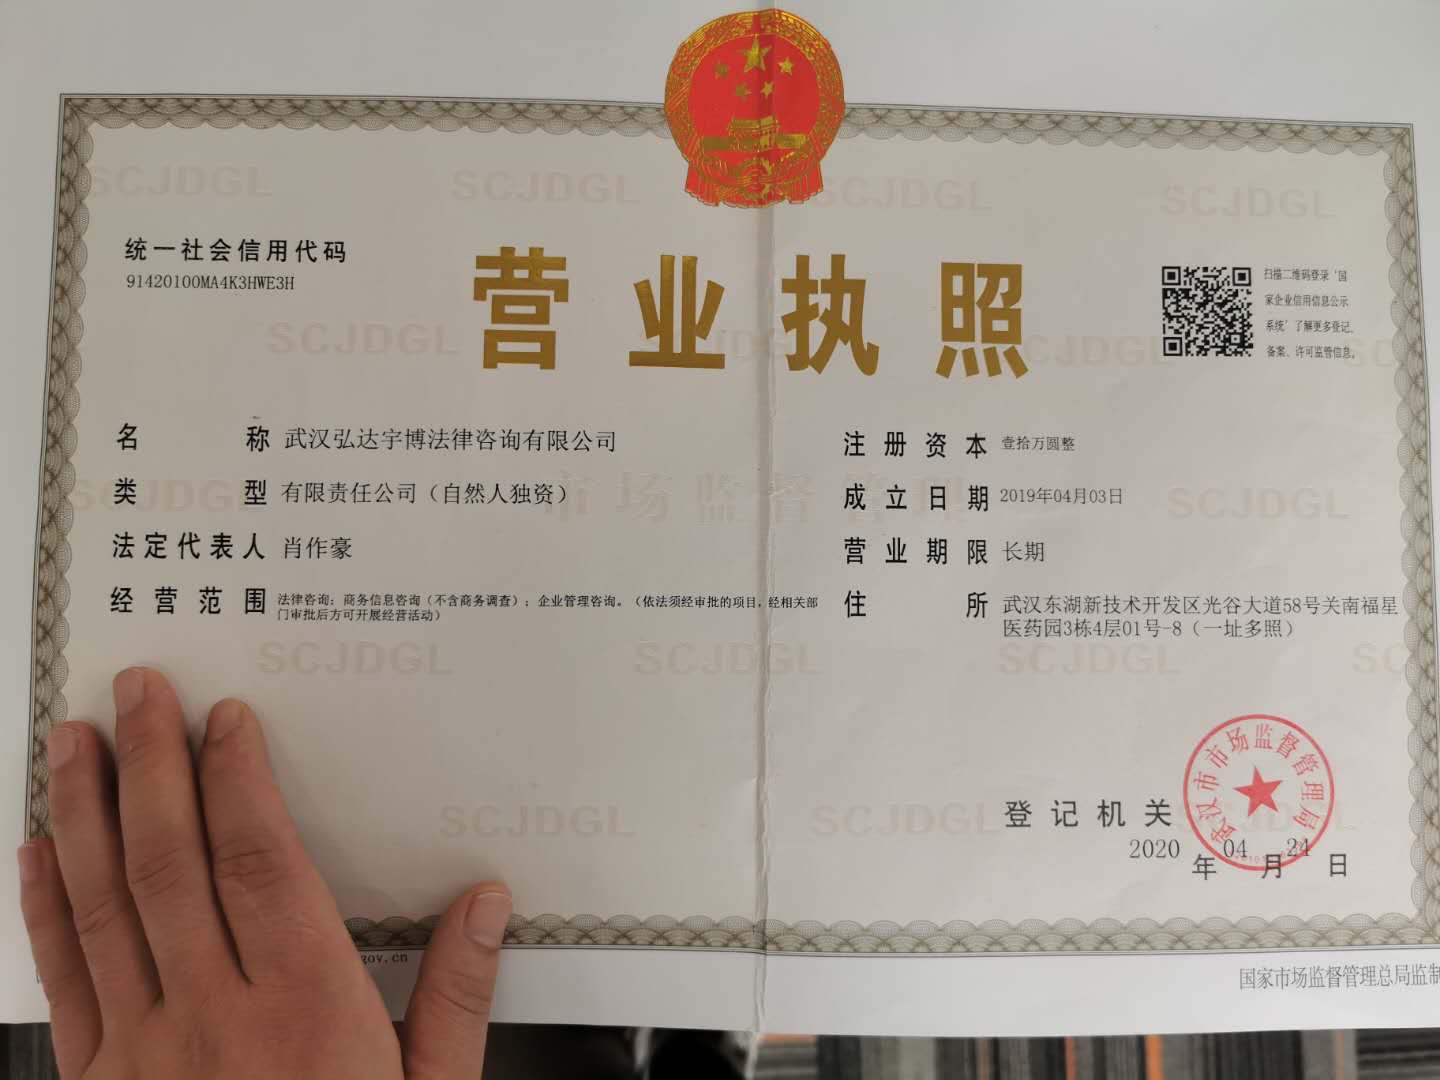 统一社会信用代码
91420100MA4K3HWE3H
营业执照
扫描二维码登录‘国
家企业信用信息公示
系统’了解更多登记、
备案、许可监管信息。
名称 武汉弘达宇博法律咨询有限公司
类型 有限责任公司（自然人独资）
法定代表人 肖作豪
经营范围 法律咨询；商务信息咨询（不含商务调查）；企业管理咨询。（依法须经审批的项目，经相关部
门审批后方可开展经营活动）
注册资本 壹拾万圆整
成立日期 2019年04月03日
营业期限 长期
住所 武汉东湖新技术开发区光谷大道58号关南福星
医药园3栋4层01号-8（一址多照）
登记机关
武汉市市场监督管理局
2020年04月24日
gov.cn
国家市场监督管理总局监制
SCJDGL
SCJDGL
SCJDGL
SCJDGL
SCJDGL
SCJDGL
市场监督管理
SCJDGL
SCJDGL
SCJDGL
SCJDGL
SCJDGL
SCJDGL